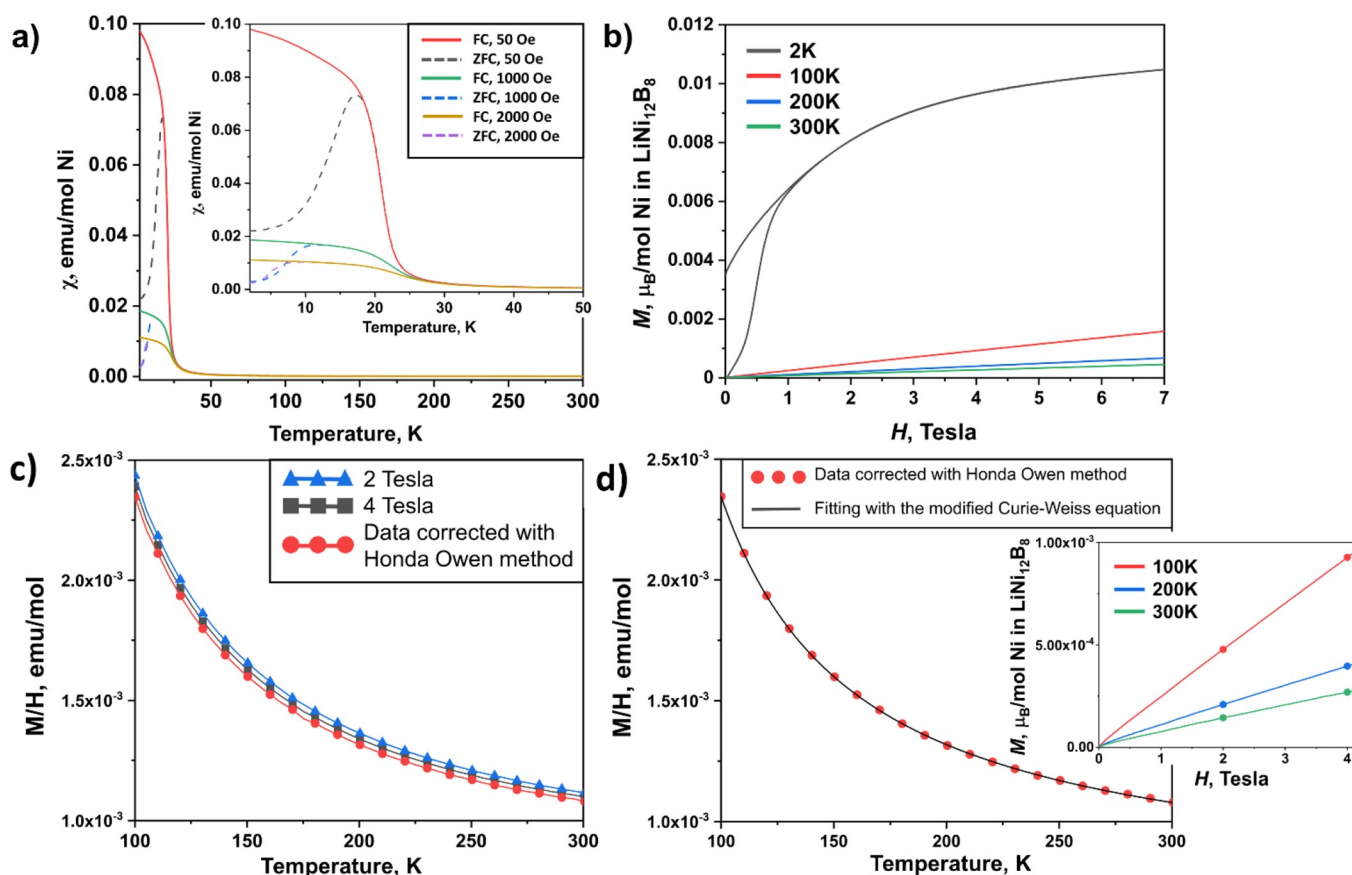 a)
χ, emu/mol Ni
0.10
0.08
0.06
0.04
0.02
0.00
50
100
150
200
250
300
Temperature, K
χ, emu/mol Ni
0.10
0.08
0.06
0.04
0.02
0.00
10
20
30
40
50
Temperature, K
FC, 50 Oe
ZFC, 50 Oe
FC, 1000 Oe
ZFC, 1000 Oe
FC, 2000 Oe
ZFC, 2000 Oe
b)
M, μB/mol Ni in LiNi₁₂B₈
0.012
0.010
0.008
0.006
0.004
0.002
0
0
1
2
3
4
5
6
7
H, Tesla
2K
100K
200K
300K
c)
M/H, emu/mol
2.5x10⁻³
2.0x10⁻³
1.5x10⁻³
1.0x10⁻³
100
150
200
250
300
Temperature, K
2 Tesla
4 Tesla
Data corrected with
Honda Owen method
d)
M/H, emu/mol
2.5x10⁻³
2.0x10⁻³
1.5x10⁻³
1.0x10⁻³
100
150
200
250
300
Temperature, K
Data corrected with Honda Owen method
Fitting with the modified Curie-Weiss equation
M, μB/mol Ni in LiNi₁₂B₈
1.00x10⁻³
5.00x10⁻⁴
0.00
0
1
2
3
4
H, Tesla
100K
200K
300K